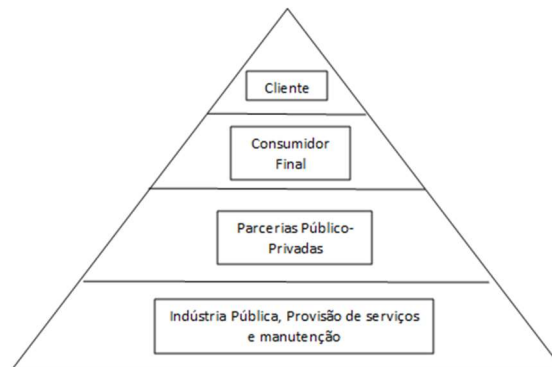 Cliente
Consumidor
Final
Parcerias Público-
Privadas
Indústria Pública, Provisão de serviços
e manutenção